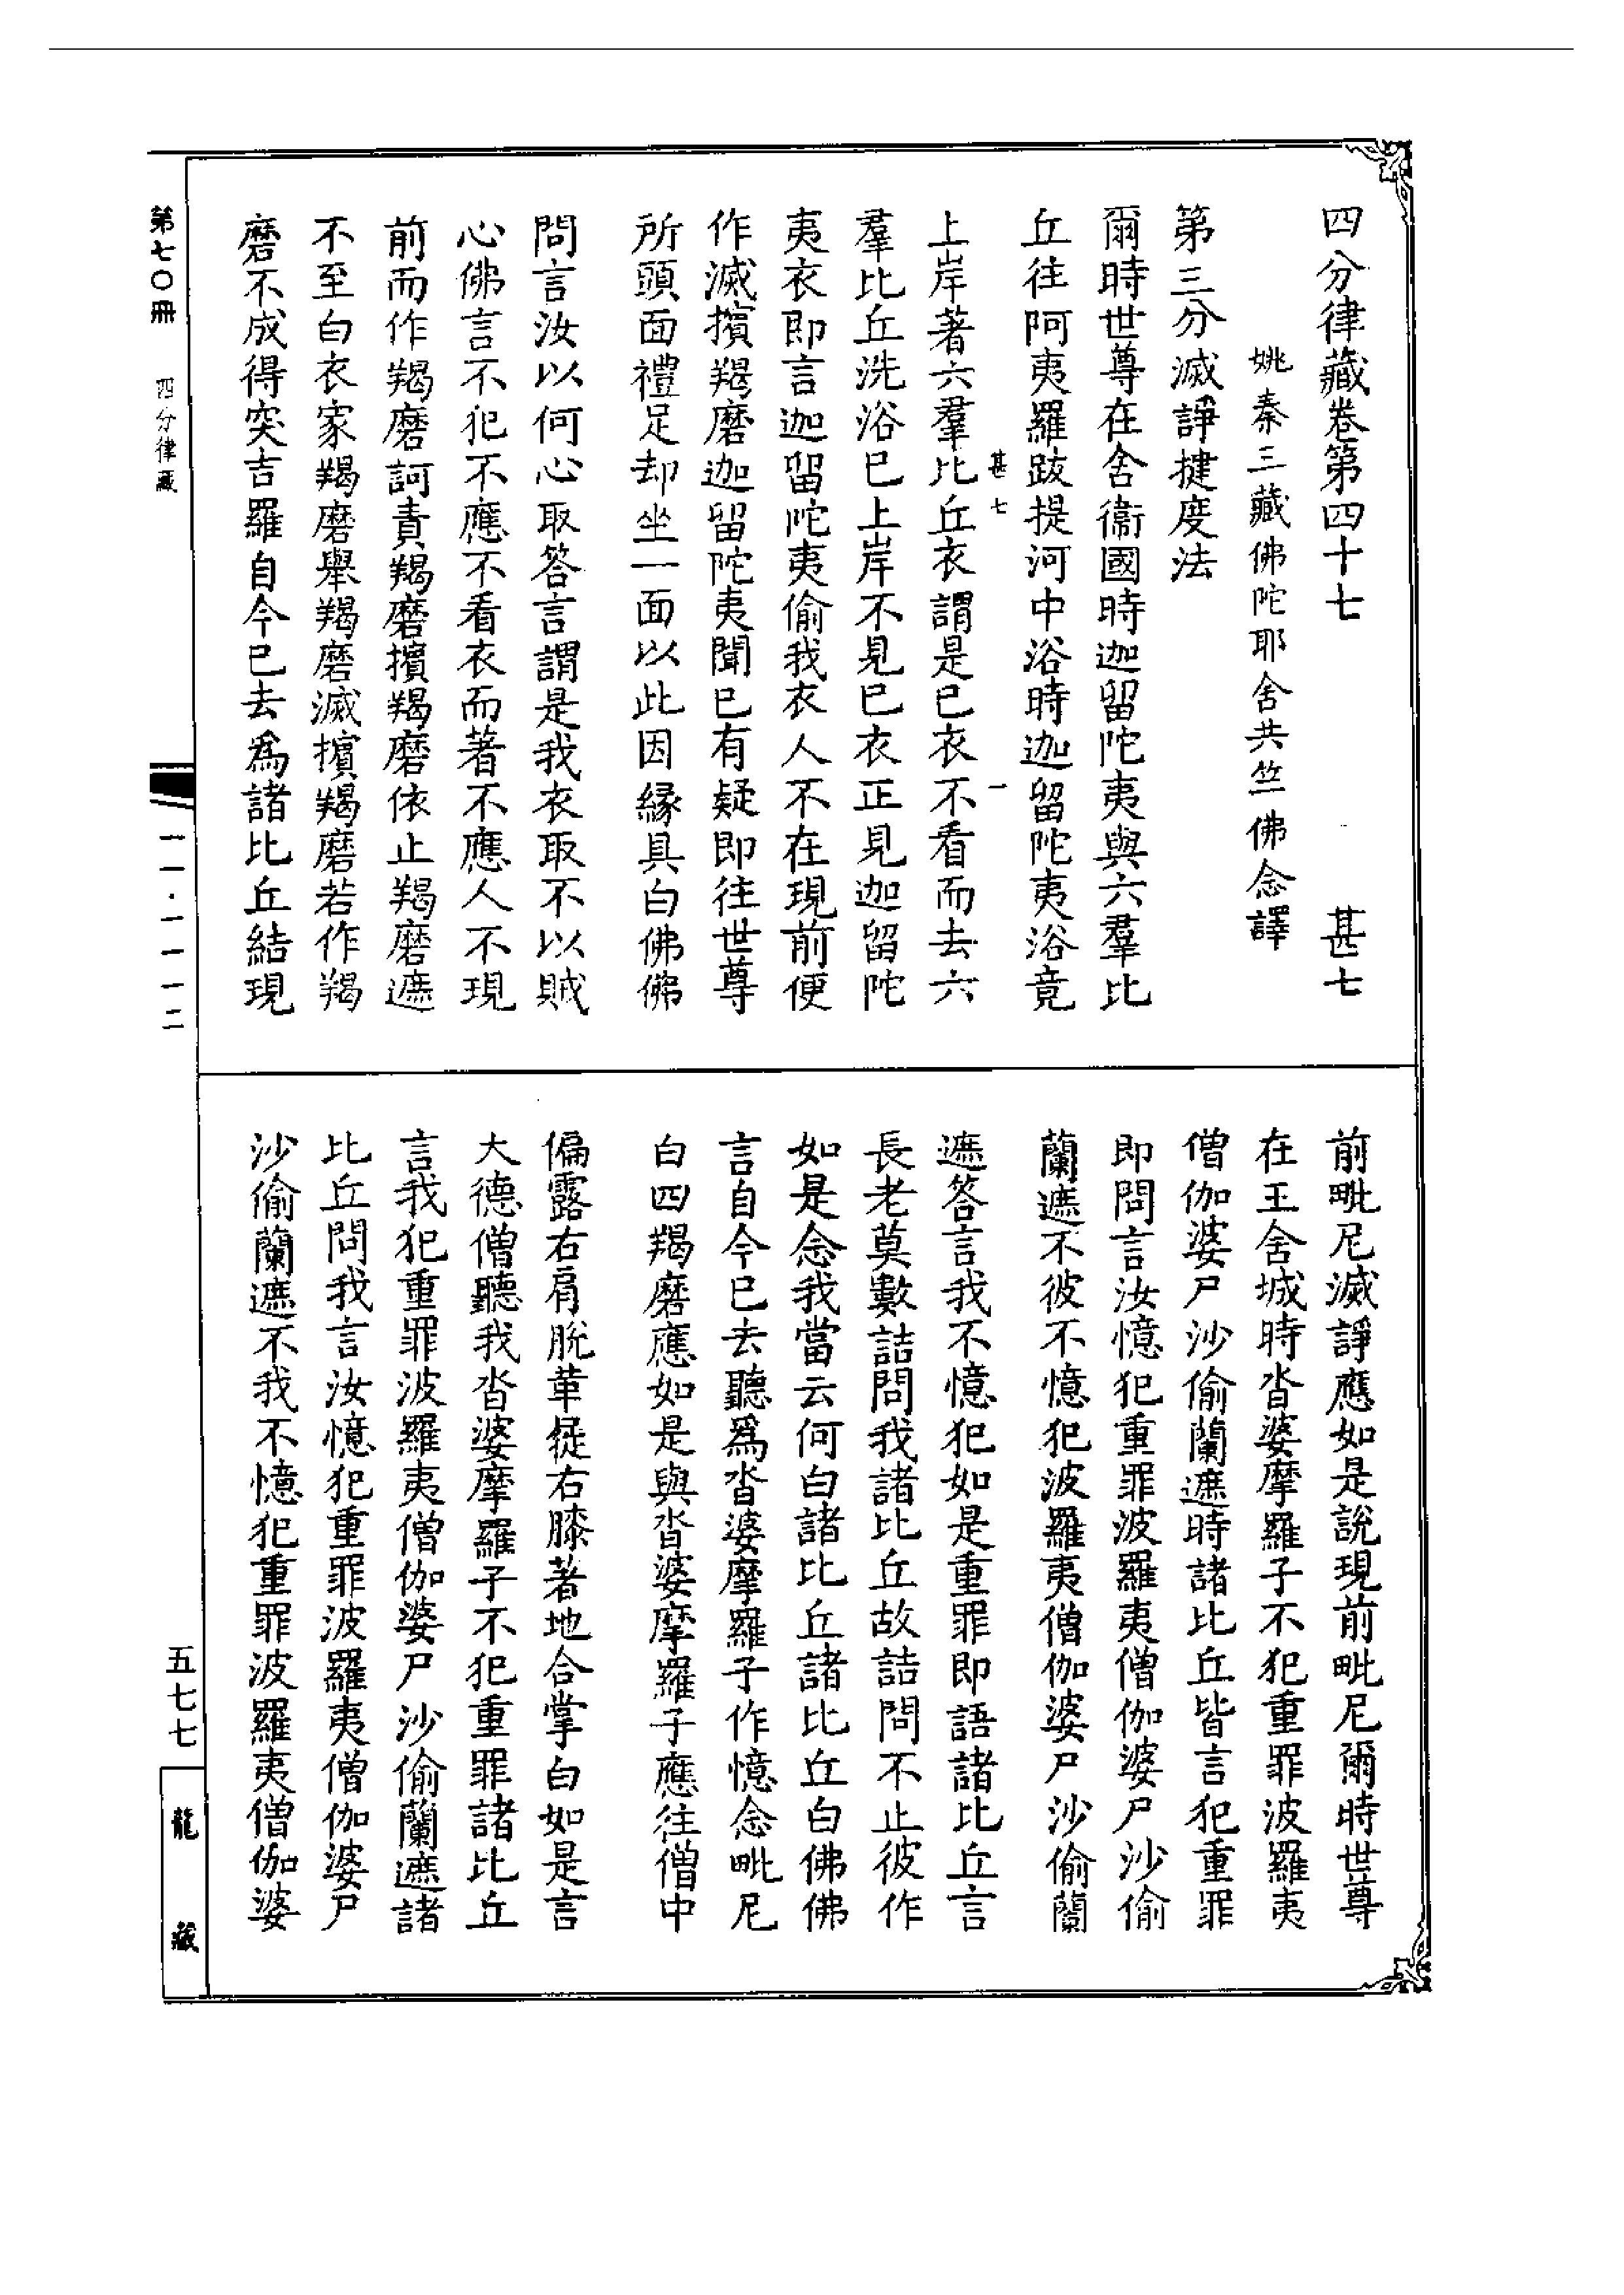 四分律藏卷第四十七　甚七
姚秦三藏佛陀耶舍共竺佛念譯
第三分滅諍揵度法
爾時世尊在舍衞國時迦留陀夷與六羣比
丘往阿夷羅跋提河中浴時迦留陀夷浴竟
甚七　一
上岸著六羣比丘衣謂是已衣不看而去六
羣比丘洗浴已上岸不見已衣正見迦留陀
夷衣即言迦留陀夷偷我衣人不在現前便
作滅擯羯磨迦留陀夷聞已有疑即往世尊
所頭面禮足却坐一面以此因緣具白佛佛
問言汝以何心取答言謂是我衣取不以賊
心佛言不犯不應不看衣而著不應人不現
前而作羯磨訶責羯磨擯羯磨依止羯磨遮
不至白衣家羯磨舉羯磨滅擯羯磨若作羯
磨不成得突吉羅自今已去爲諸比丘結現
前毗尼滅諍應如是說現前毗尼爾時世尊
在王舍城時沓婆摩羅子不犯重罪波羅夷
僧伽婆尸沙偷蘭遮時諸比丘皆言犯重罪
即問言汝憶犯重罪波羅夷僧伽婆尸沙偷
蘭遮不彼不憶犯波羅夷僧伽婆尸沙偷蘭
遮答言我不憶犯如是重罪即語諸比丘言
長老莫數詰問我諸比丘故詰問不止彼作
如是念我當云何白諸比丘諸比丘白佛佛
言自今已去聽爲沓婆摩羅子作憶念毗尼
白四羯磨應如是與沓婆摩羅子應往僧中
偏露右肩脫革屣右膝著地合掌白如是言
大德僧聽我沓婆摩羅子不犯重罪諸比丘
言我犯重罪波羅夷僧伽婆尸沙偷蘭遮諸
比丘問我言汝憶犯重罪波羅夷僧伽婆尸
沙偷蘭遮不我不憶犯重罪波羅夷僧伽婆
第七〇冊　四分律藏
一一·一一一二
五七七
龍藏